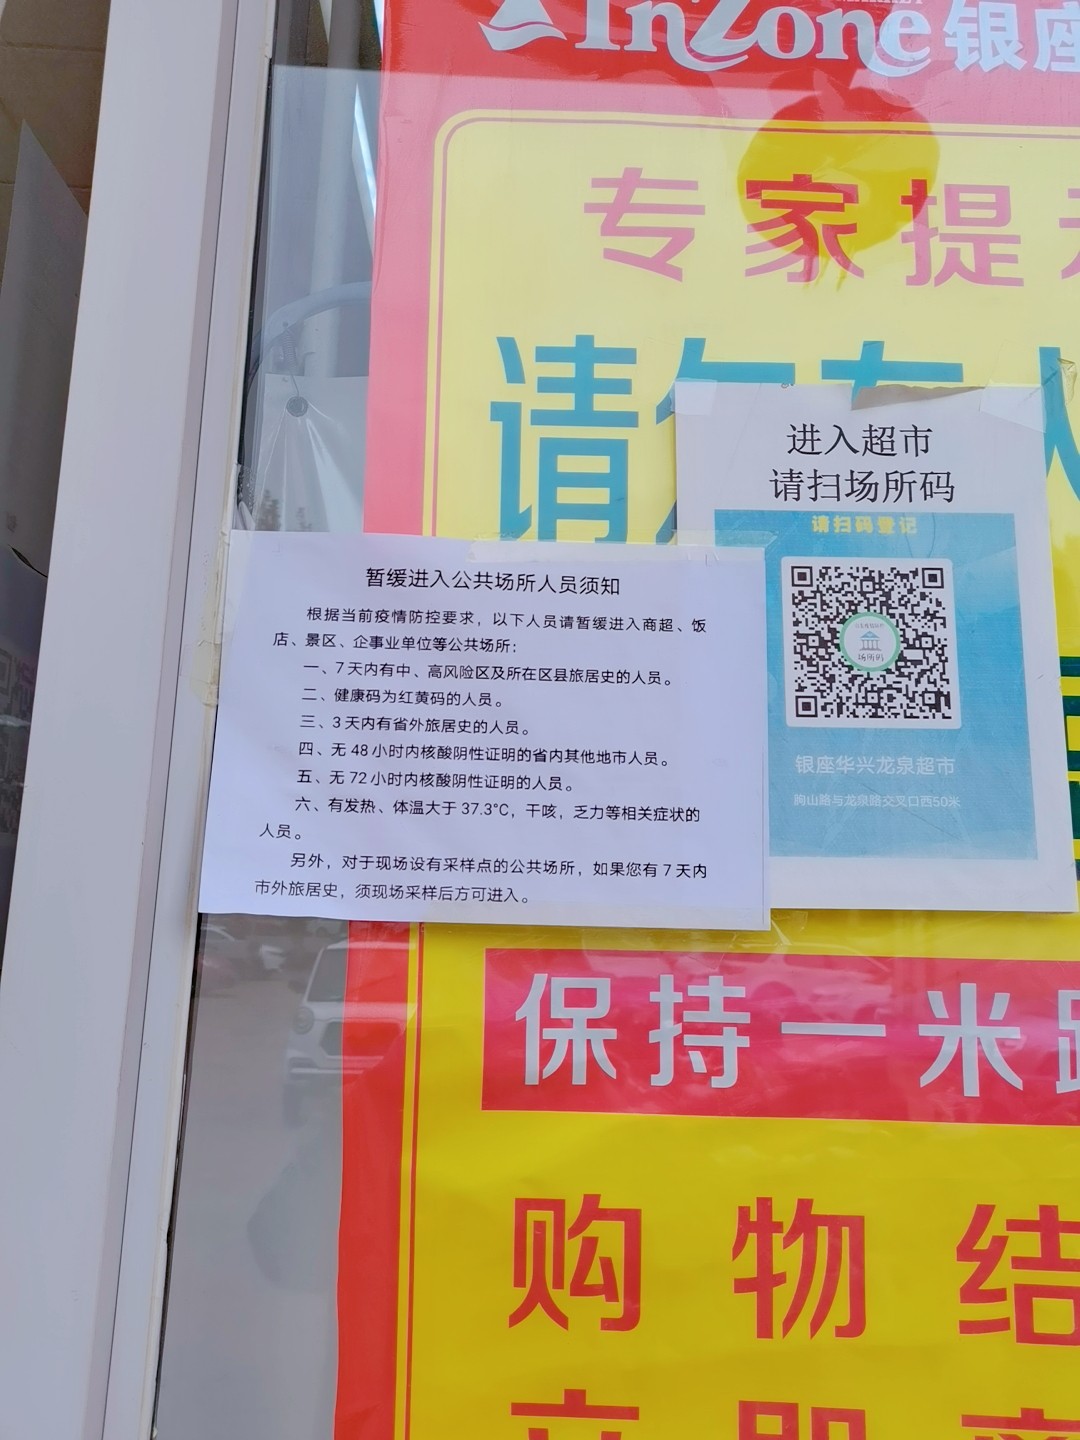 InZone银座
专家提
请勿在人
进入超市
请扫场所码
请扫码登记
场所码
银座华兴龙泉超市
朐山路与龙泉路交叉口西50米
暂缓进入公共场所人员须知
根据当前疫情防控要求，以下人员请暂缓进入商超、饭
店、景区、企事业单位等公共场所：
一、7天内有中、高风险区及所在区县旅居史的人员。
二、健康码为红黄码的人员。
三、3天内有省外旅居史的人员。
四、无48小时内核酸阴性证明的省内其他地市人员。
五、无72小时内核酸阴性证明的人员。
六、有发热、体温大于37.3°C，干咳，乏力等相关症状的
人员。
另外，对于现场设有采样点的公共场所，如果您有7天内
市外旅居史，须现场采样后方可进入。
保持一米
购物结